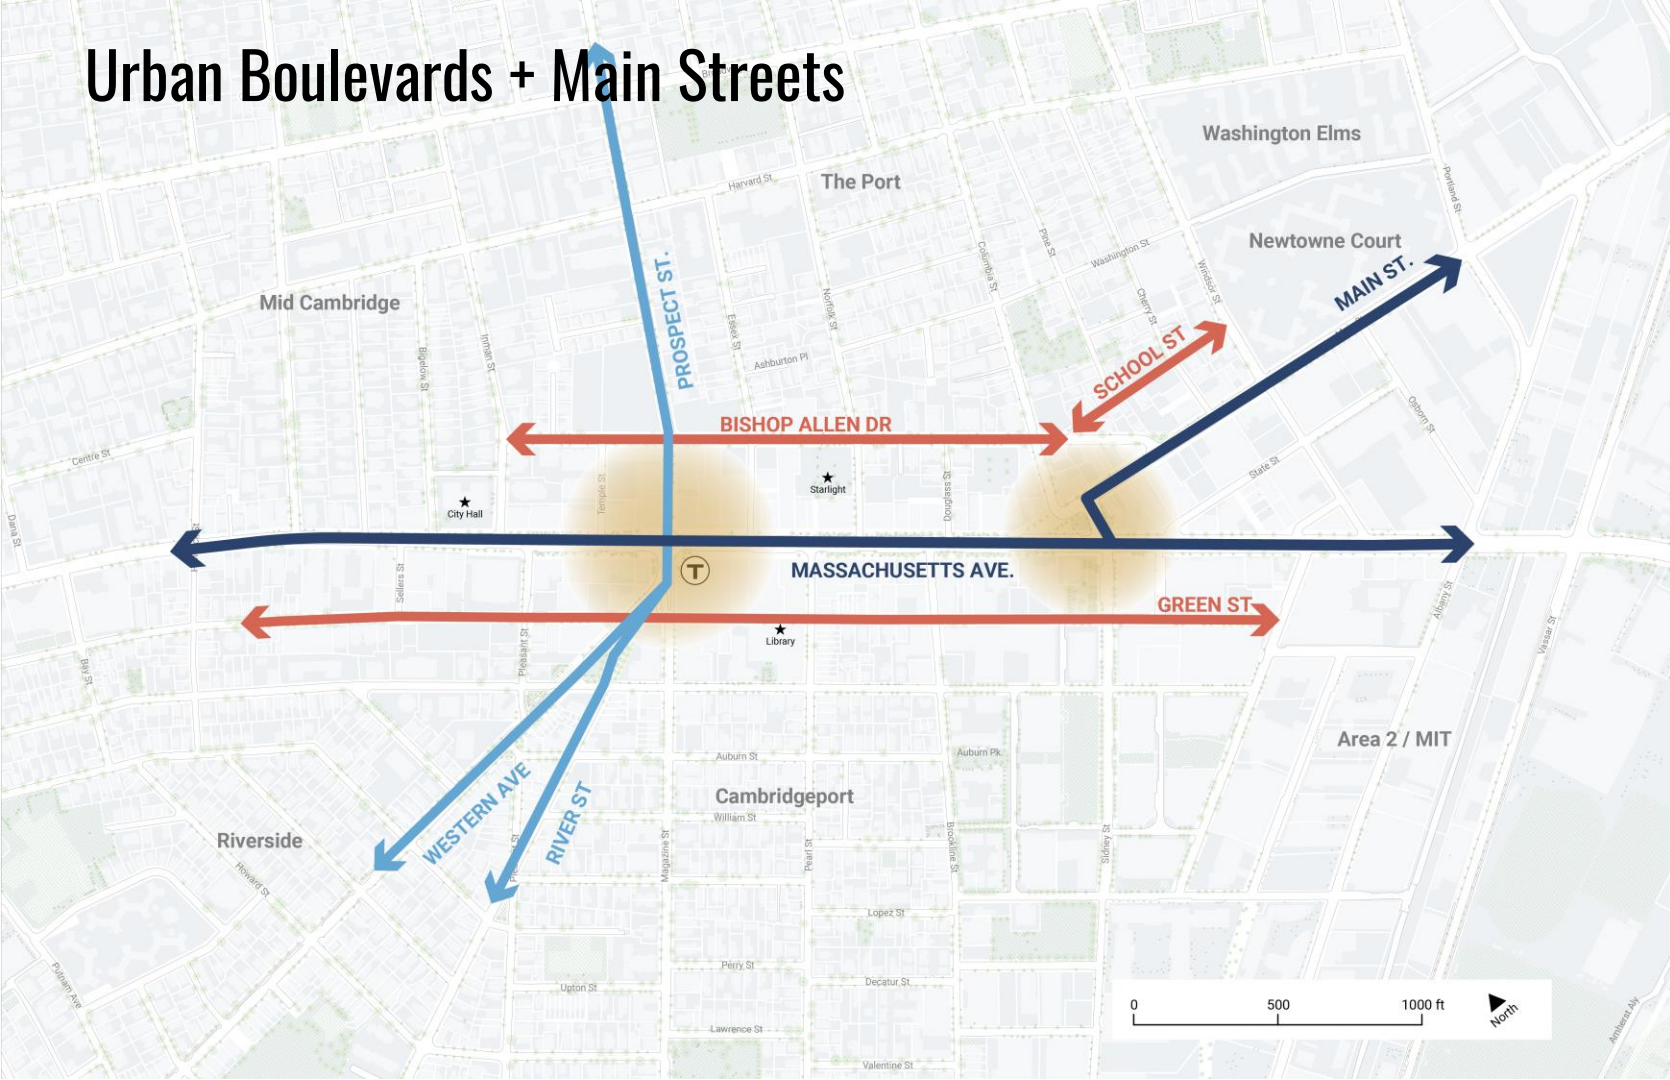 Urban Boulevards + Main Streets
Washington Elms
The Port
Harvard St
Portland St
Newtowne Court
Pine St
Washington St
Columbia St
Windsor St
MAIN ST.
PROSPECT ST.
Mid Cambridge
Norfolk St
Cherry St
Essex St
Inman St
Bigelow St
Ashburton Pl
SCHOOL ST
Osborn St
BISHOP ALLEN DR
Centre St
State St
Temple St
Starlight
Douglass St
City Hall
Dana St
T
MASSACHUSETTS AVE.
Sellers St
GREEN ST
Albany St
Library
Vassar St
Pleasant St
Bay St
Area 2 / MIT
Auburn St
Auburn Pk
WESTERN AVE
RIVER ST
Cambridgeport
William St
Riverside
Magazine St
Pearl St
Brookline St
Sidney St
Howard St
Lopez St
Perry St
Putnam Ave
Upton St
Decatur St
0 500 1000 ft
North
Lawrence St
Amherst Aly
Valentine St